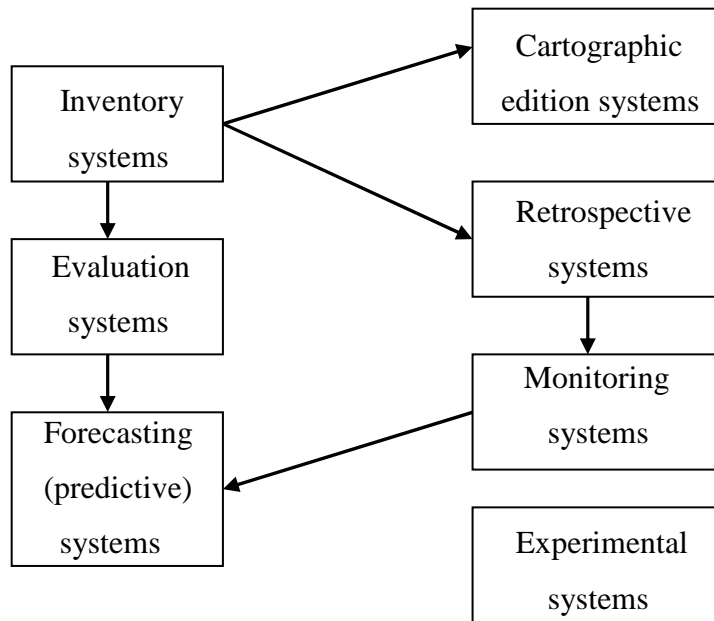 Cartographic
edition systems
Inventory
systems
Retrospective
systems
Evaluation
systems
Monitoring
systems
Forecasting
(predictive)
systems
Experimental
systems